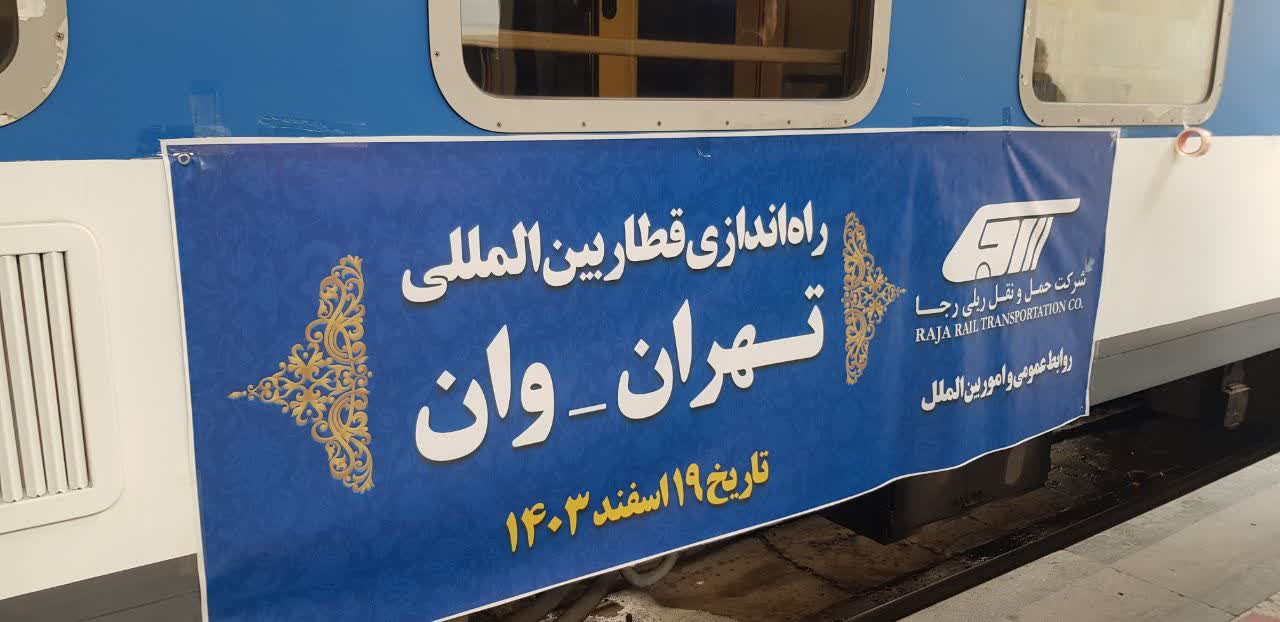 راه‌اندازی قطار بین‌المللی
تهران _ وان
تاریخ ۱۹ اسفند ۱۴۰۳
رجا
شرکت حمل و نقل ریلی رجا
RAJA RAIL TRANSPORTATION CO.
روابط عمومی و امور بین‌الملل